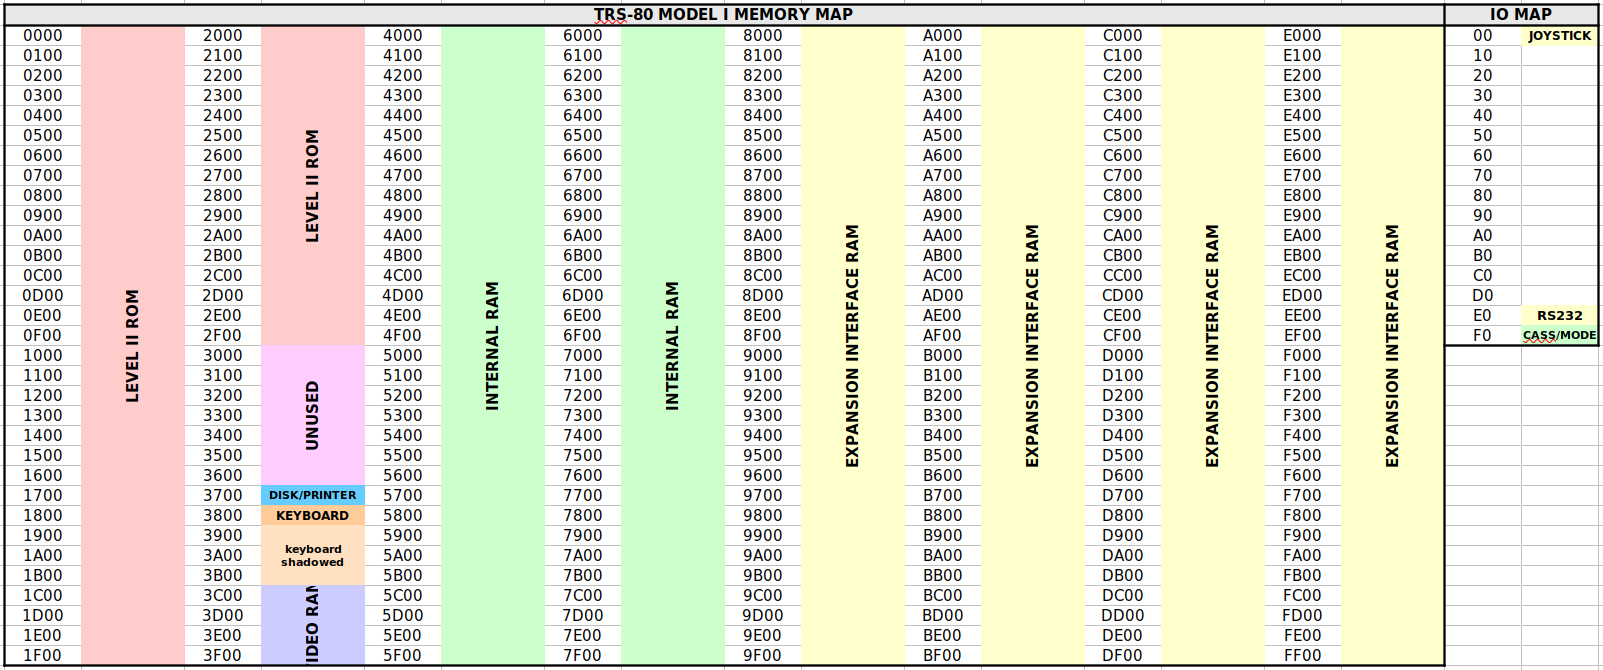 TRS-80 MODEL I MEMORY MAP IO MAP
0000 2000 4000 6000 8000 A000 C000 E000 00 JOYSTICK
0100 2100 4100 6100 8100 A100 C100 E100 10
0200 2200 4200 6200 8200 A200 C200 E200 20
0300 2300 4300 6300 8300 A300 C300 E300 30
0400 2400 4400 6400 8400 A400 C400 E400 40
0500 2500 4500 6500 8500 A500 C500 E500 50
0600 2600 4600 6600 8600 A600 C600 E600 60
0700 2700 4700 6700 8700 A700 C700 E700 70
0800 2800 4800 6800 8800 A800 C800 E800 80
0900 2900 4900 6900 8900 A900 C900 E900 90
0A00 2A00 4A00 6A00 8A00 AA00 CA00 EA00 A0
0B00 2B00 4B00 6B00 8B00 AB00 CB00 EB00 B0
0C00 2C00 4C00 6C00 8C00 AC00 CC00 EC00 C0
0D00 2D00 4D00 6D00 8D00 AD00 CD00 ED00 D0
0E00 2E00 4E00 6E00 8E00 AE00 CE00 EE00 E0 RS232
0F00 2F00 4F00 6F00 8F00 AF00 CF00 EF00 F0 CASS/MODE
1000 3000 5000 7000 9000 B000 D000 F000
1100 3100 5100 7100 9100 B100 D100 F100
1200 3200 5200 7200 9200 B200 D200 F200
1300 3300 5300 7300 9300 B300 D300 F300
1400 3400 5400 7400 9400 B400 D400 F400
1500 3500 5500 7500 9500 B500 D500 F500
1600 3600 5600 7600 9600 B600 D600 F600
1700 3700 DISK/PRINTER 5700 7700 9700 B700 D700 F700
1800 3800 KEYBOARD 5800 7800 9800 B800 D800 F800
1900 3900 5900 7900 9900 B900 D900 F900
1A00 3A00 5A00 7A00 9A00 BA00 DA00 FA00
1B00 3B00 5B00 7B00 9B00 BB00 DB00 FB00
1C00 3C00 5C00 7C00 9C00 BC00 DC00 FC00
1D00 3D00 5D00 7D00 9D00 BD00 DD00 FD00
1E00 3E00 5E00 7E00 9E00 BE00 DE00 FE00
1F00 3F00 5F00 7F00 9F00 BF00 DF00 FF00
LEVEL II ROM
LEVEL II ROM
UNUSED
keyboard
shadowed
IDEO RAM
INTERNAL RAM
INTERNAL RAM
EXPANSION INTERFACE RAM
EXPANSION INTERFACE RAM
EXPANSION INTERFACE RAM
EXPANSION INTERFACE RAM